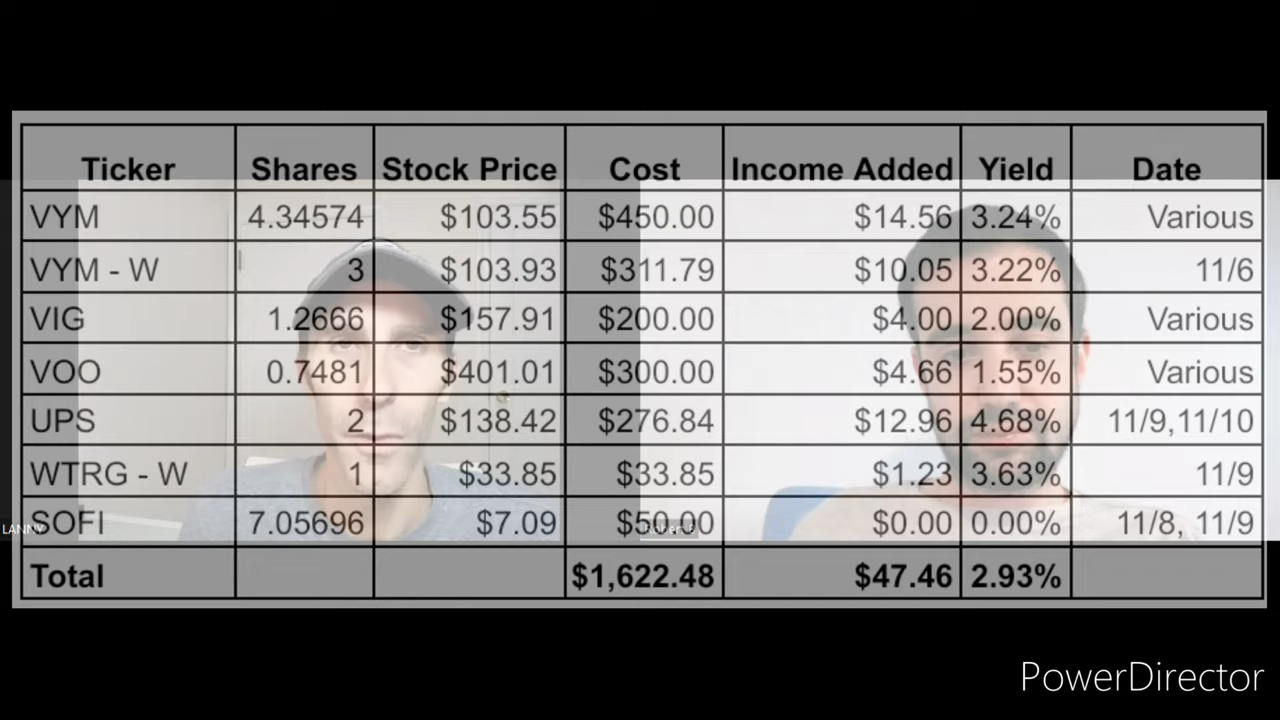 Ticker Shares Stock Price Cost Income Added Yield Date
VYM 4.34574 $103.55 $450.00 $14.56 3.24% Various
VYM - W 3 $103.93 $311.79 $10.05 3.22% 11/6
VIG 1.2666 $157.91 $200.00 $4.00 2.00% Various
VOO 0.7481 $401.01 $300.00 $4.66 1.55% Various
UPS 2 $138.42 $276.84 $12.96 4.68% 11/9,11/10
WTRG - W 1 $33.85 $33.85 $1.23 3.63% 11/9
SOFI 7.05696 $7.09 $50.00 $0.00 0.00% 11/8, 11/9
LANNY
Total $1,622.48 $47.46 2.93%
PowerDirector